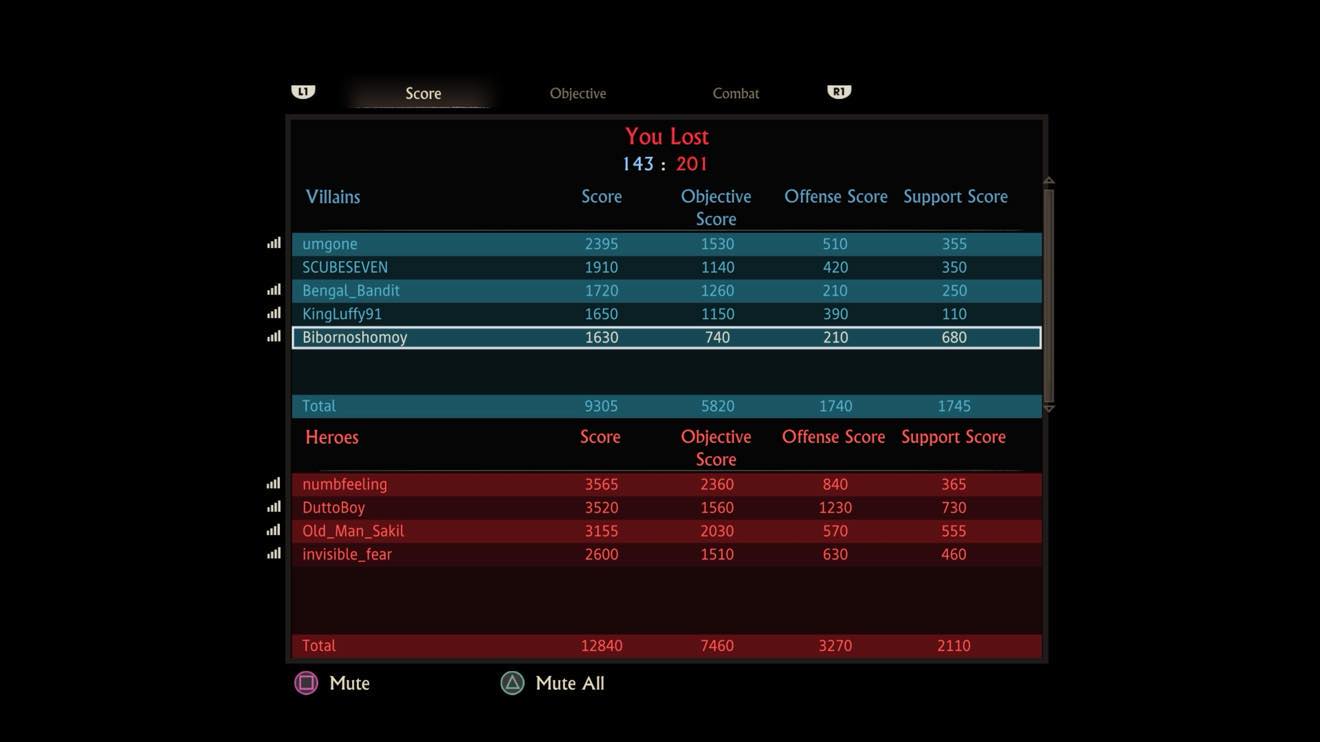 L1 Score Objective Combat R1
You Lost
143 : 201
Villains Score Objective Score Offense Score Support Score
umgone 2395 1530 510 355
SCUBESEVEN 1910 1140 420 350
Bengal_Bandit 1720 1260 210 250
KingLuffy91 1650 1150 390 110
Bibornoshomoy 1630 740 210 680
Total 9305 5820 1740 1745
Heroes Score Objective Score Offense Score Support Score
numbfeeling 3565 2360 840 365
DuttoBoy 3520 1560 1230 730
Old_Man_Sakil 3155 2030 570 555
invisible_fear 2600 1510 630 460
Total 12840 7460 3270 2110
Mute Mute All